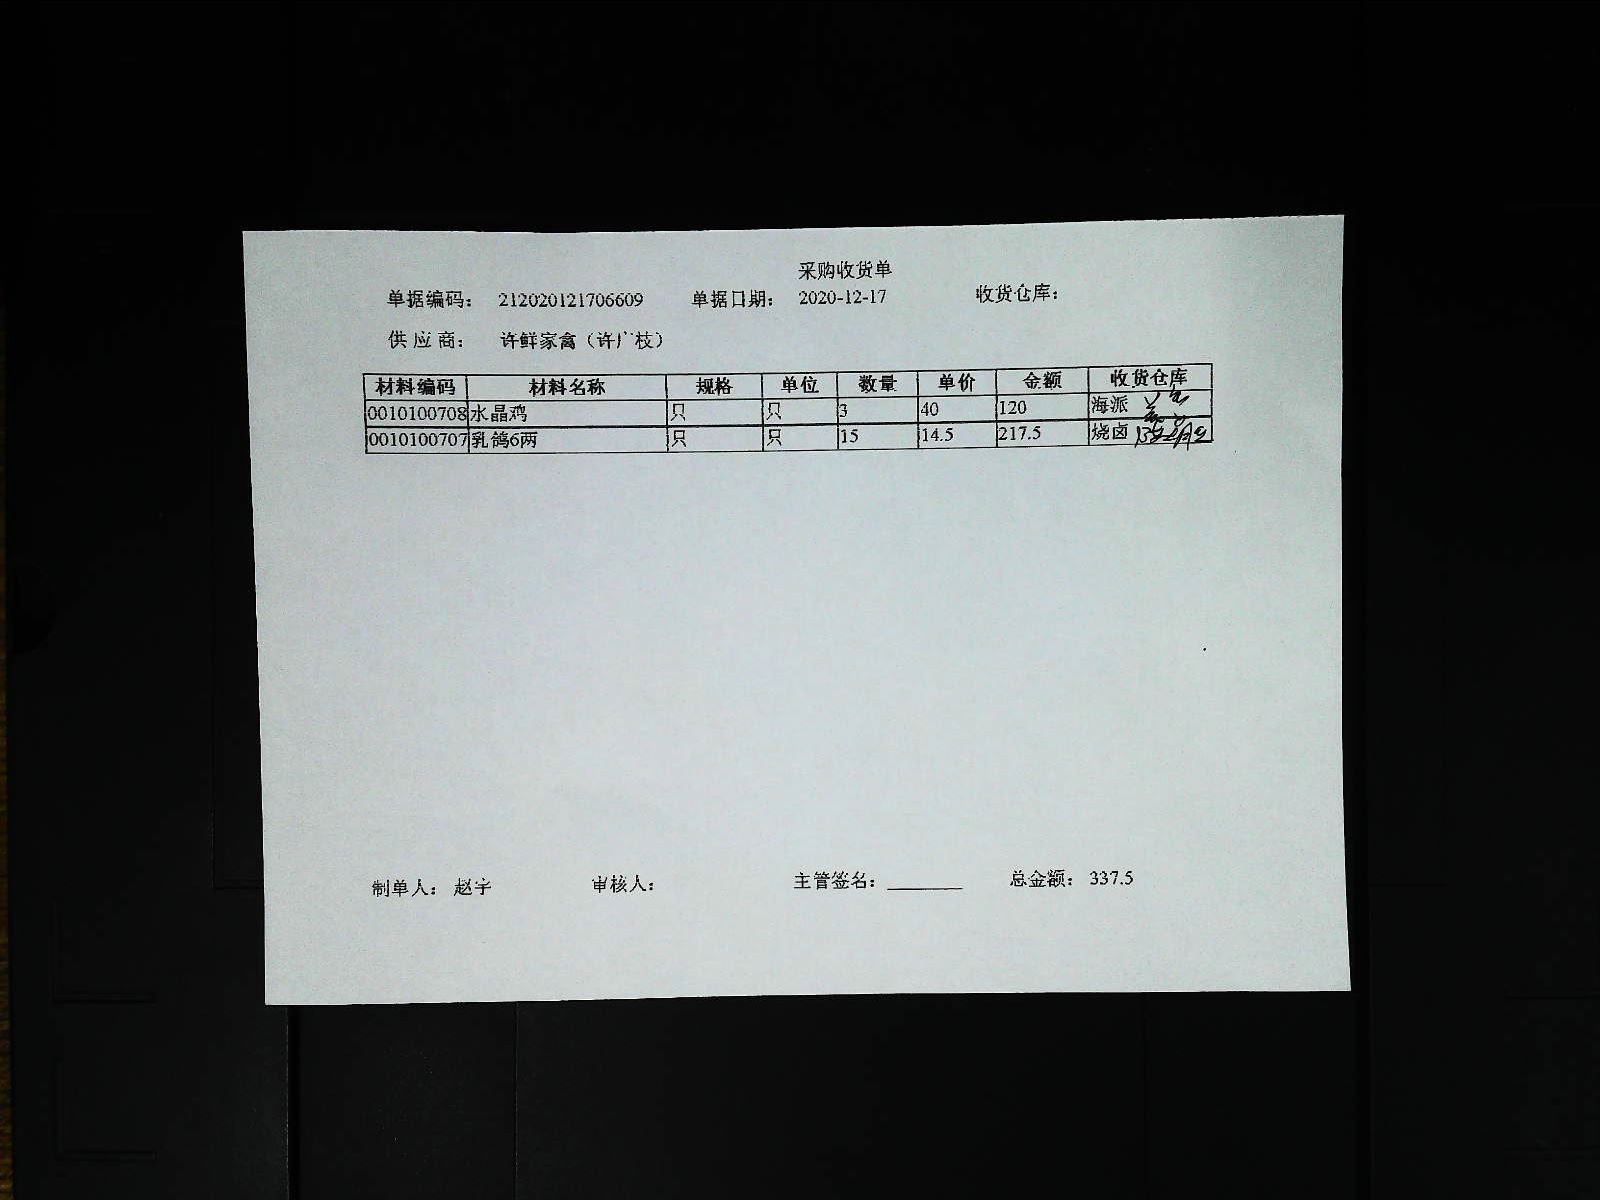 采购收货单
单据编码： 212020121706609 单据日期： 2020-12-17 收货仓库：
供 应 商： 许鲜家禽（许广枝）
材料编码 材料名称 规格 单位 数量 单价 金额 收货仓库
0010100708 水晶鸡 只 只 3 40 120 海派
0010100707 乳鸽6两 只 只 15 14.5 217.5 烧卤
制单人： 赵宇 审核人： 主管签名： 总金额： 337.5